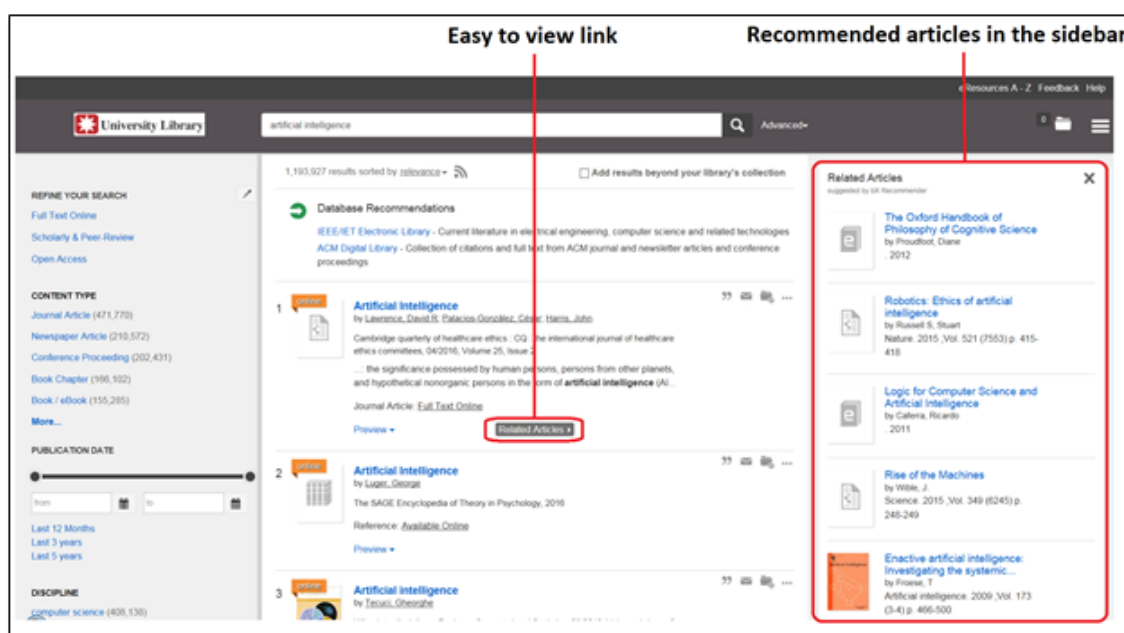 Easy to view link
Recommended articles in the sidebar
eResources A - Z Feedback Help
University Library
artificial intelligence
Advanced
0
1,193,927 results sorted by relevance
Add results beyond your library's collection
REFINE YOUR SEARCH
Full Text Online
Scholarly & Peer-Review
Open Access
CONTENT TYPE
Journal Article (471,770)
Newspaper Article (210,572)
Conference Proceeding (202,431)
Book Chapter (166,102)
Book / eBook (155,285)
More...
PUBLICATION DATE
from
to
Last 12 Months
Last 3 years
Last 5 years
DISCIPLINE
computer science (408,138)
Database Recommendations
IEEE/IET Electronic Library - Current literature in electrical engineering, computer science and related technologies
ACM Digital Library - Collection of citations and full text from ACM journal and newsletter articles and conference
proceedings
1
online
Artificial Intelligence
by Lawrence, David R; Palacios-González, César; Harris, John
Cambridge quarterly of healthcare ethics : CQ : the international journal of healthcare
ethics committees, 04/2016, Volume 25, Issue 2
...: the significance possessed by human persons, persons from other planets,
and hypothetical nonorganic persons in the form of artificial intelligence (AI...
Journal Article: Full Text Online
Preview
Related Articles
2
online
Artificial Intelligence
by Luger, George
The SAGE Encyclopedia of Theory in Psychology, 2016
Reference: Available Online
Preview
3
online
Artificial intelligence
by Tecuci, Gheorghe
Related Articles
suggested by bX Recommender
The Oxford Handbook of
Philosophy of Cognitive Science
by Proudfoot, Diane
. 2012
Robotics: Ethics of artificial
intelligence
by Russell S, Stuart
Nature. 2015 ,Vol. 521 (7553) p. 415-
418
Logic for Computer Science and
Artificial Intelligence
by Caferra, Ricardo
. 2011
Rise of the Machines
by Wible, J.
Science. 2015 ,Vol. 349 (6245) p.
248-249
Enactive artificial intelligence:
Investigating the systemic...
by Froese, T
Artificial intelligence. 2009 ,Vol. 173
(3-4) p. 466-500